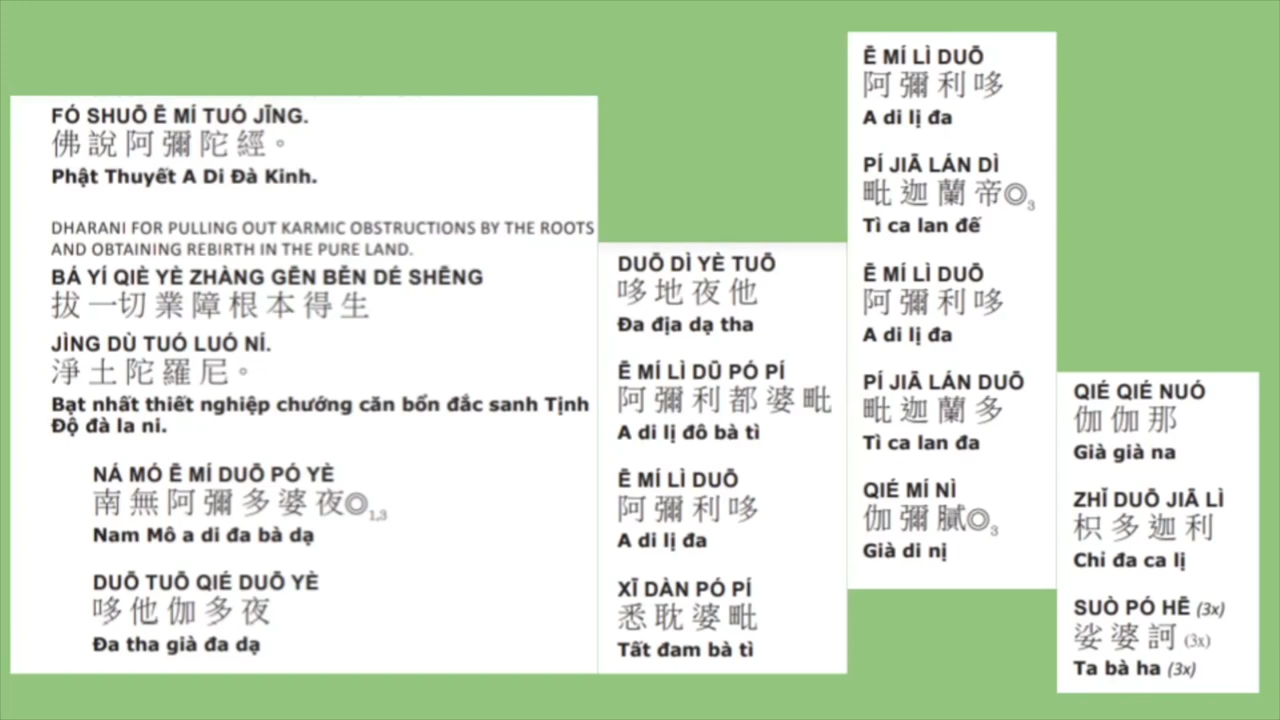 FÓ SHUŌ Ē MÍ TUÓ JĪNG.
佛說阿彌陀經。
Phật Thuyết A Di Đà Kinh.
DHARANI FOR PULLING OUT KARMIC OBSTRUCTIONS BY THE ROOTS
AND OBTAINING REBIRTH IN THE PURE LAND.
BÁ YÍ QIÈ YÈ ZHÀNG GĒN BĚN DÉ SHĒNG
拔一切業障根本得生
JÌNG DÙ TUÓ LUÓ NÍ.
淨土陀羅尼。
Bạt nhất thiết nghiệp chướng căn bổn đắc sanh Tịnh
Độ đà la ni.
NÁ MÓ Ē MÍ DUŌ PÓ YÈ
南無阿彌多婆夜◎1,3
Nam Mô a di đa bà dạ
DUŌ TUŌ QIÉ DUŌ YÈ
哆他伽多夜
Đa tha già đa dạ
DUŌ DÌ YÈ TUŌ
哆地夜他
Đa địa dạ tha
Ē MÍ LÌ DŪ PÓ PÍ
阿彌利都婆毗
A di lị đô bà tì
Ē MÍ LÌ DUŌ
阿彌利哆
A di lị đa
XĪ DÀN PÓ PÍ
悉耽婆毗
Tất đam bà tì
Ē MÍ LÌ DUŌ
阿彌利哆
A di lị đa
PÍ JIĀ LÁN DÌ
毗迦蘭帝◎3
Tì ca lan đế
Ē MÍ LÌ DUŌ
阿彌利哆
A di lị đa
PÍ JIĀ LÁN DUŌ
毗迦蘭多
Tì ca lan đa
QIÉ MÍ NÌ
伽彌膩◎3
Già di nị
QIÉ QIÉ NUÓ
伽伽那
Già già na
ZHǏ DUŌ JIĀ LÌ
枳多迦利
Chỉ đa ca lị
SUŌ PÓ HĒ (3x)
娑婆訶 (3x)
Ta bà ha (3x)